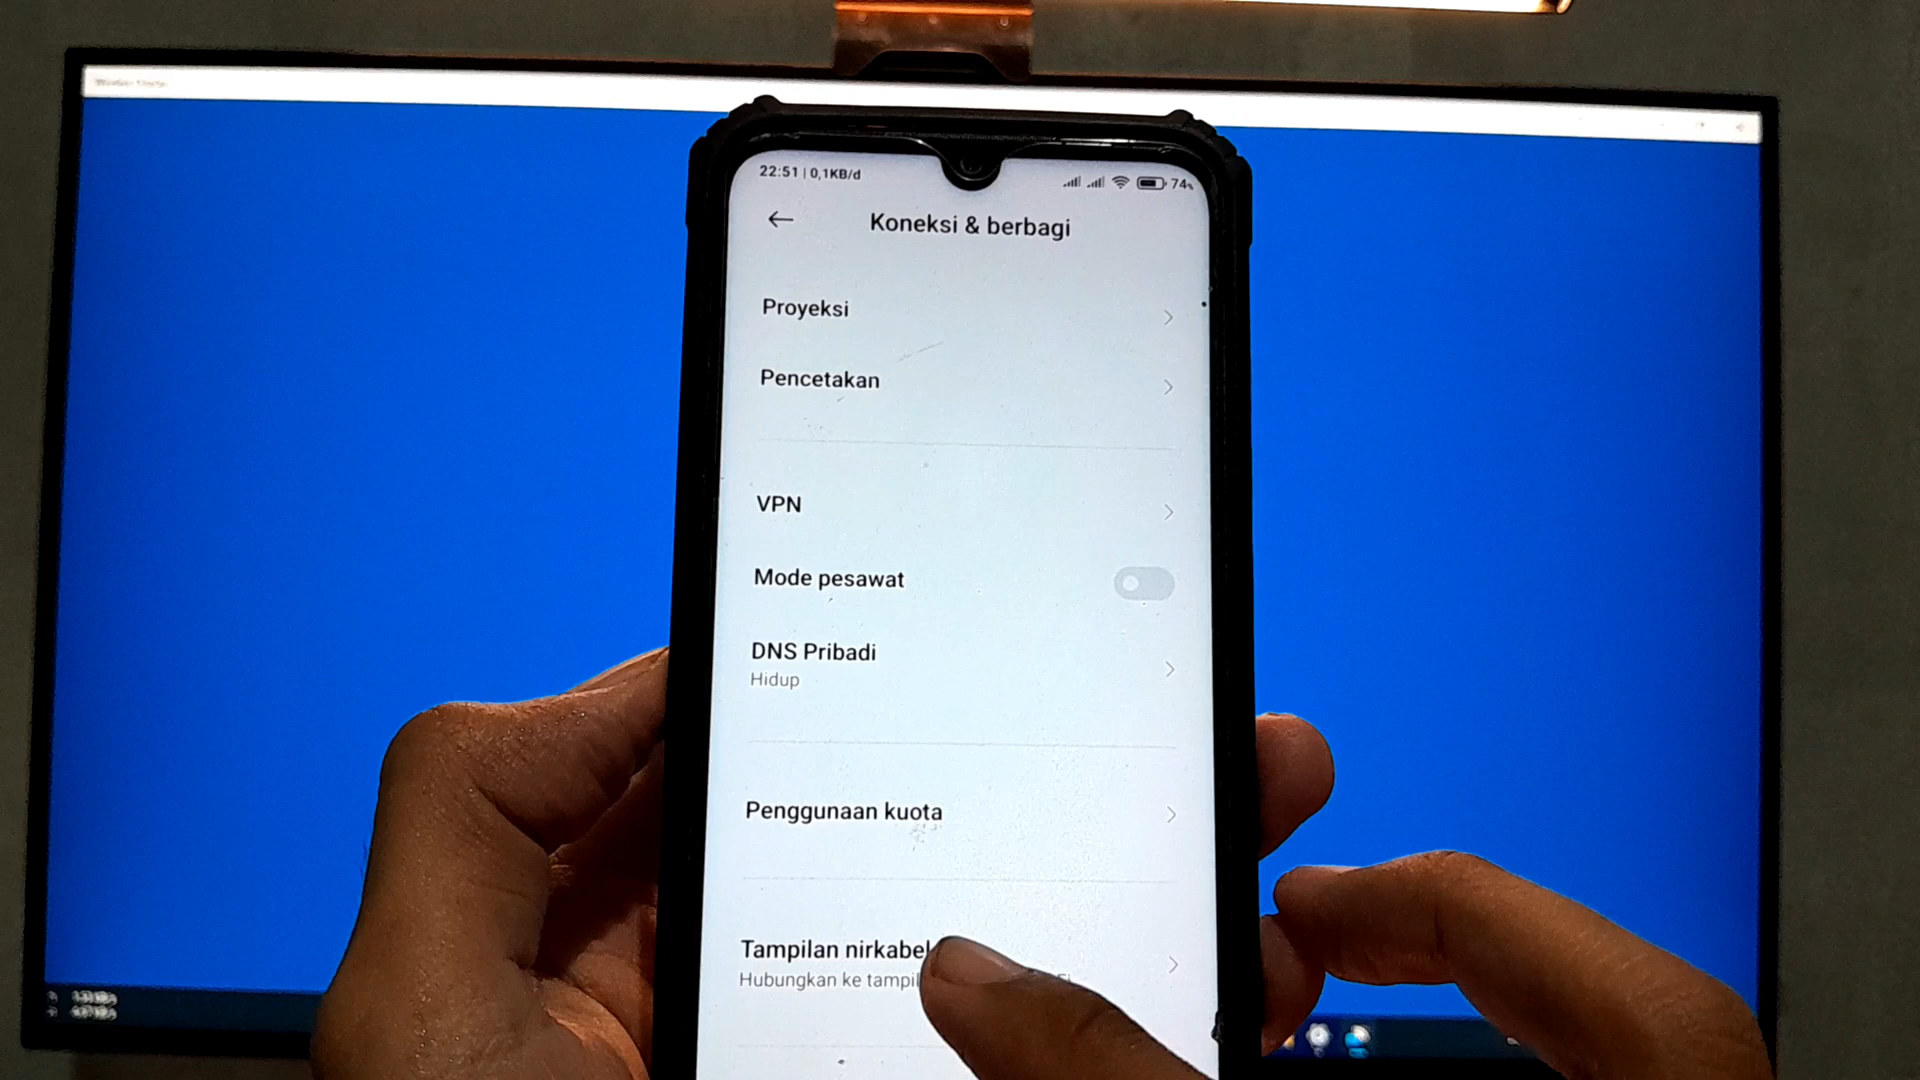 22:51 | 0,1KB/d
74%
Koneksi & berbagi
Proyeksi
Pencetakan
VPN
Mode pesawat
DNS Pribadi
Hidup
Penggunaan kuota
Tampilan nirkabel
Hubungkan ke